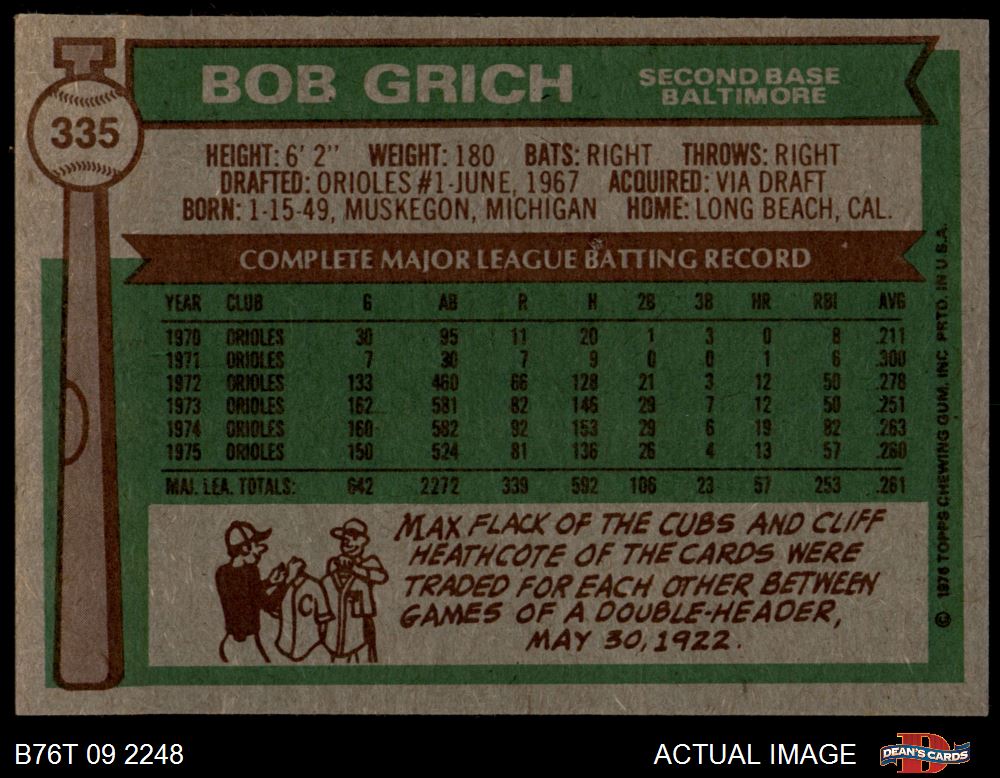 BOB GRICH
SECOND BASE
BALTIMORE
335
HEIGHT: 6' 2" WEIGHT: 180 BATS: RIGHT THROWS: RIGHT
DRAFTED: ORIOLES #1-JUNE, 1967 ACQUIRED: VIA DRAFT
BORN: 1-15-49, MUSKEGON, MICHIGAN HOME: LONG BEACH, CAL.
COMPLETE MAJOR LEAGUE BATTING RECORD
YEAR CLUB G AB R H 2B 3B HR RBI AVG
1970 ORIOLES 30 95 11 20 1 3 0 8 .211
1971 ORIOLES 7 30 7 9 0 0 1 6 .300
1972 ORIOLES 133 460 66 128 21 3 12 50 .278
1973 ORIOLES 162 581 82 146 29 7 12 50 .251
1974 ORIOLES 160 582 92 153 29 6 19 82 .263
1975 ORIOLES 150 524 81 136 26 4 13 57 .260
MAJ. LEA. TOTALS: 642 2272 339 592 106 23 57 253 .261
C
MAX FLACK OF THE CUBS AND CLIFF
HEATHCOTE OF THE CARDS WERE
TRADED FOR EACH OTHER BETWEEN
GAMES OF A DOUBLE-HEADER,
MAY 30, 1922.
© 1976 TOPPS CHEWING GUM, INC. PRTD. IN U.S.A.
B76T 09 2248
ACTUAL IMAGE
DEAN'S CARDS